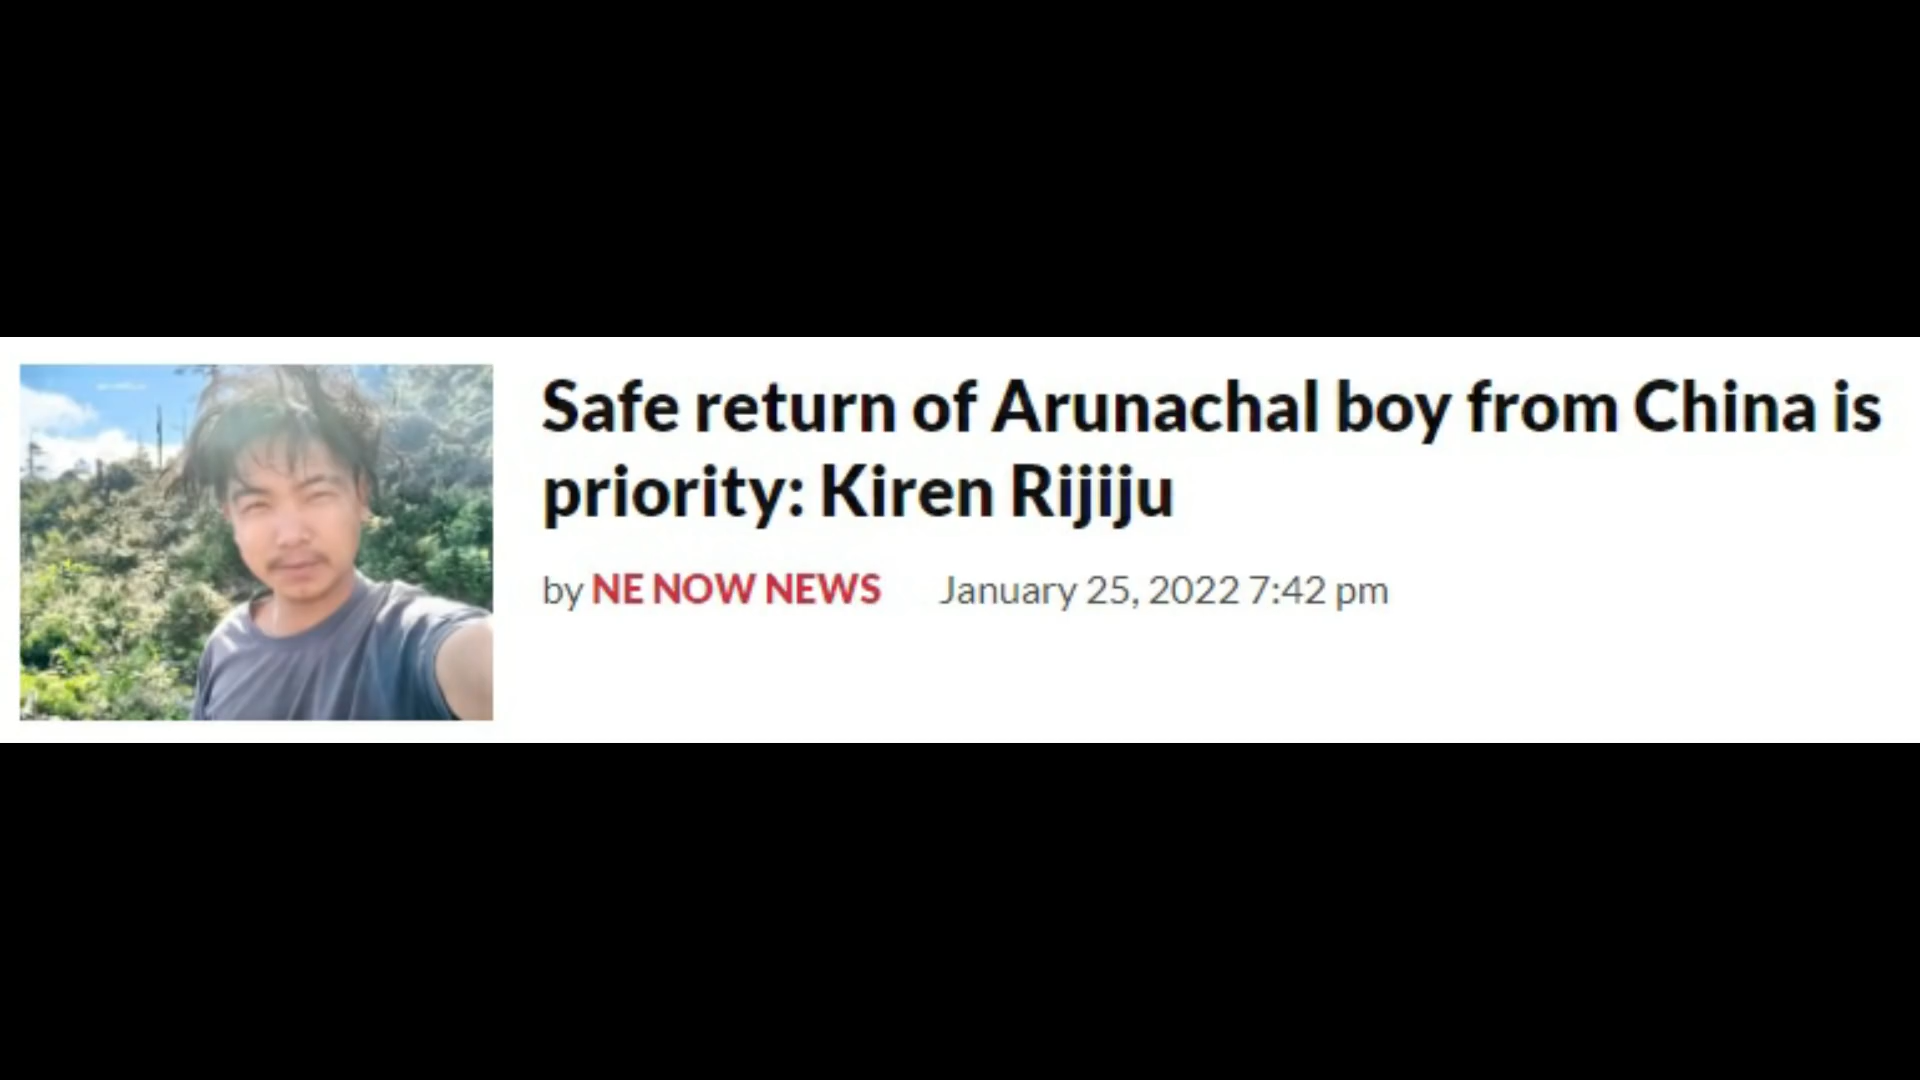 Safe return of Arunachal boy from China is
priority: Kiren Rijiju
by NE NOW NEWS January 25, 2022 7:42 pm